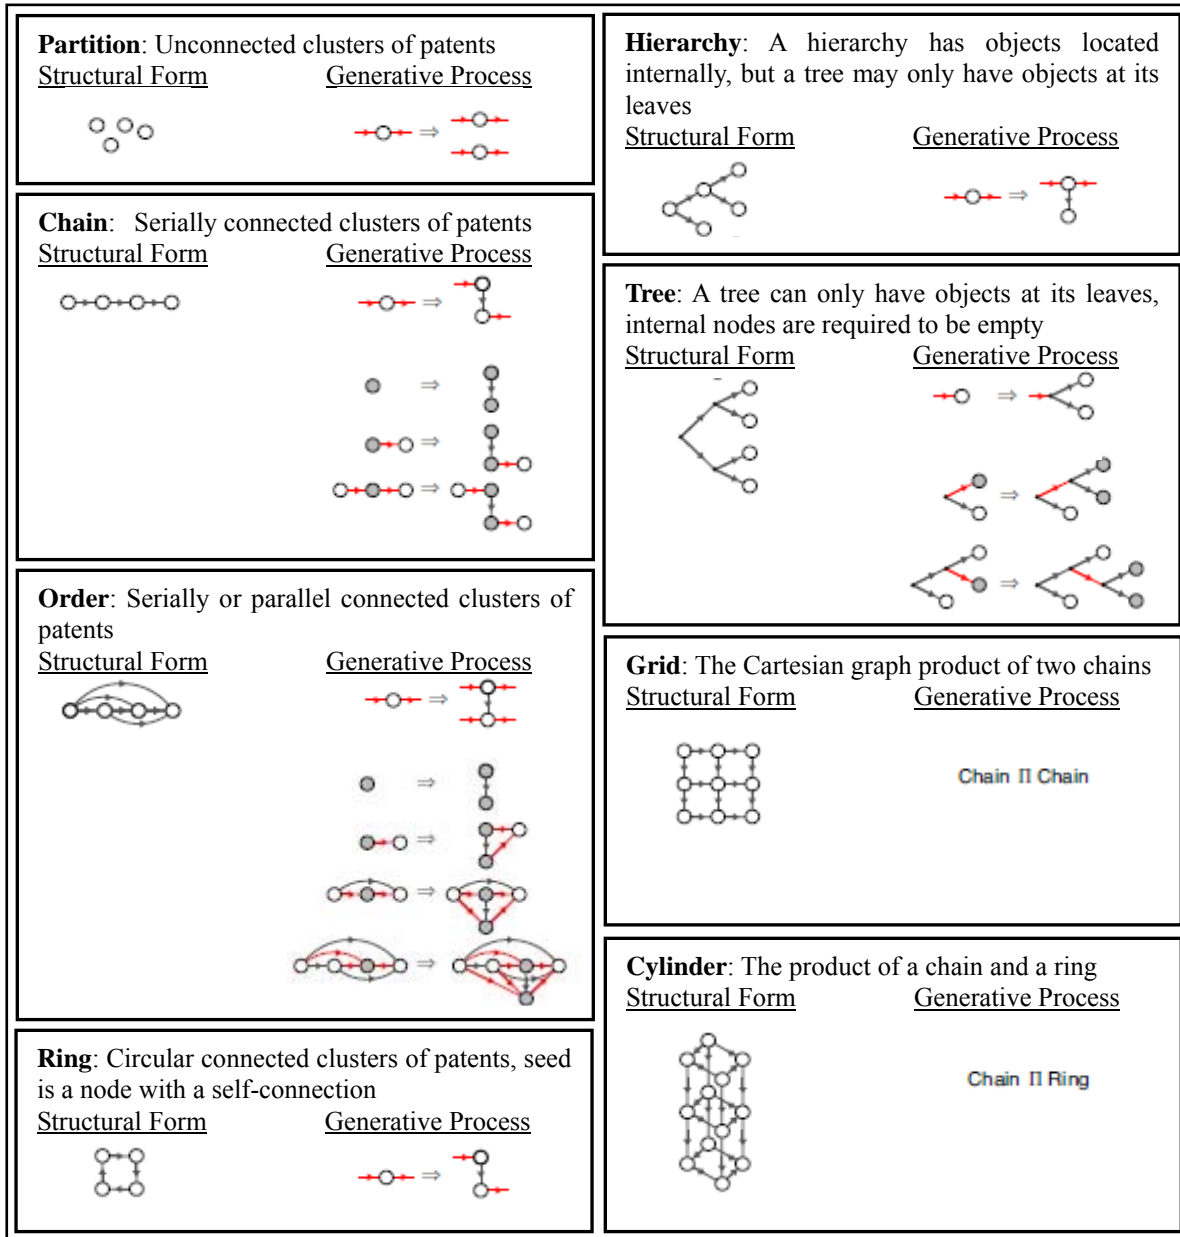 Partition: Unconnected clusters of patents
Structural Form Generative Process
⇒
Chain: Serially connected clusters of patents
Structural Form Generative Process
⇒
⇒
⇒
⇒
Order: Serially or parallel connected clusters of
patents
Structural Form Generative Process
⇒
⇒
⇒
⇒
⇒
Ring: Circular connected clusters of patents, seed
is a node with a self-connection
Structural Form Generative Process
⇒
Hierarchy: A hierarchy has objects located
internally, but a tree may only have objects at its
leaves
Structural Form Generative Process
⇒
Tree: A tree can only have objects at its leaves,
internal nodes are required to be empty
Structural Form Generative Process
⇒
⇒
⇒
Grid: The Cartesian graph product of two chains
Structural Form Generative Process
Chain Π Chain
Cylinder: The product of a chain and a ring
Structural Form Generative Process
Chain Π Ring